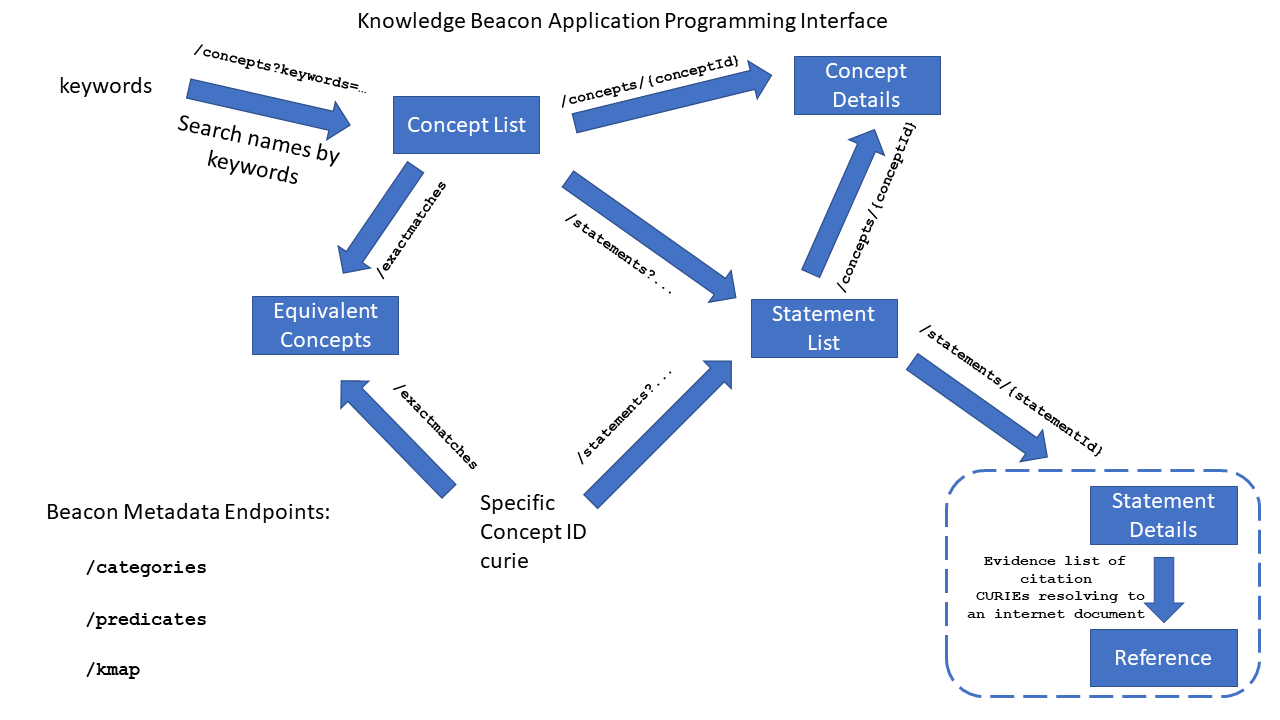 Knowledge Beacon Application Programming Interface
keywords
/concepts?keywords=…
Search names by
keywords
Concept List
/concepts/{conceptId}
Concept
Details
/exactmatches
/statements?...
/concepts/{conceptId}
Equivalent
Concepts
Statement
List
/exactmatches
/statements?...
/statements/{statementId}
Specific
Concept ID
curie
Beacon Metadata Endpoints:
/categories
/predicates
/kmap
Statement
Details
Evidence list of
citation
CURIEs resolving to
an internet document
Reference